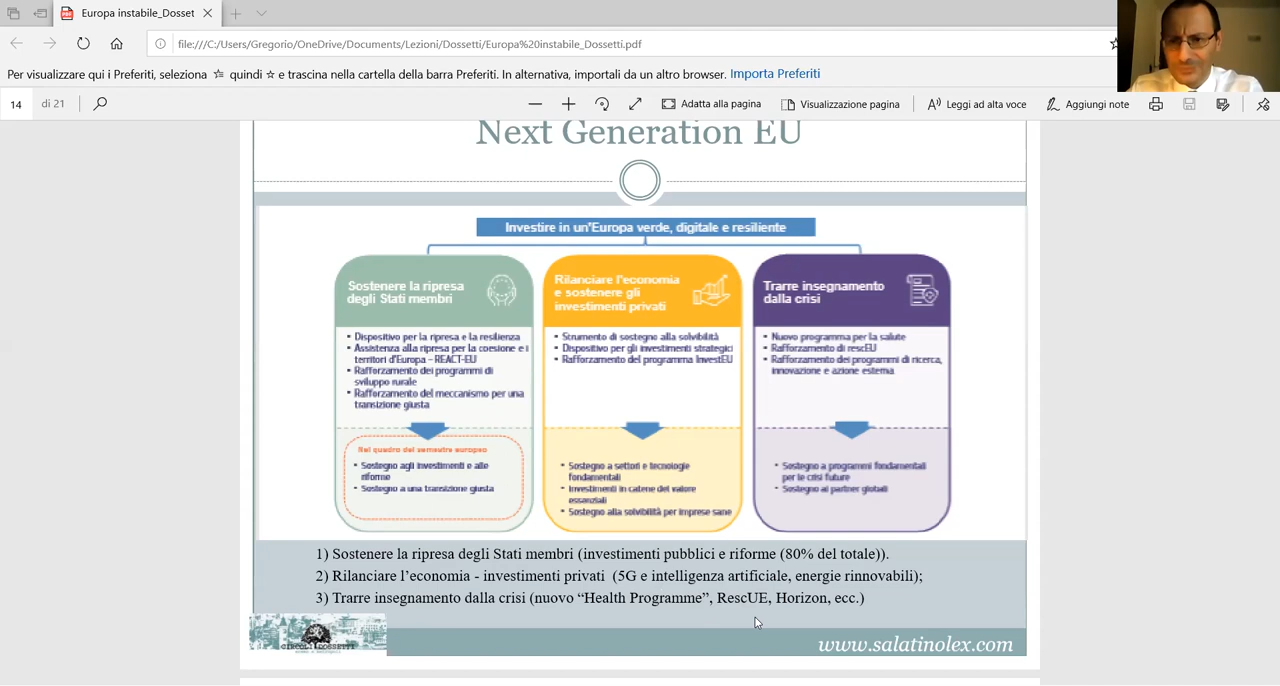 Europa instabile_Dosset
file:///C:/Users/Gregorio/OneDrive/Documents/Lezioni/Dossetti/Europa%20instabile_Dossetti.pdf
Per visualizzare qui i Preferiti, seleziona quindi e trascina nella cartella della barra Preferiti. In alternativa, importali da un altro browser. Importa Preferiti
14 di 21 Adatta alla pagina Visualizzazione pagina Leggi ad alta voce Aggiungi note
Next Generation EU
Investire in un'Europa verde, digitale e resiliente
Sostenere la ripresa
degli Stati membri
• Dispositivo per la ripresa e la resilienza
• Assistenza alla ripresa per la coesione e i
territori d'Europa – REACT-EU
• Rafforzamento dei programmi di
sviluppo rurale
• Rafforzamento del meccanismo per una
transizione giusta
Nel quadro del semestre europeo
• Sostegno agli investimenti e alle
riforme
• Sostegno a una transizione giusta
Rilanciare l'economia
e sostenere gli
investimenti privati
• Strumento di sostegno alla solvibilità
• Dispositivo per gli investimenti strategici
• Rafforzamento del programma InvestEU
• Sostegno a settori e tecnologie
fondamentali
• Investimenti in catene del valore
essenziali
• Sostegno alla solvibilità per imprese sane
Trarre insegnamento
dalla crisi
• Nuovo programma per la salute
• Rafforzamento di rescEU
• Rafforzamento dei programmi di ricerca,
innovazione e azione esterna
• Sostegno a programmi fondamentali
per le crisi future
• Sostegno ai partner globali
1) Sostenere la ripresa degli Stati membri (investimenti pubblici e riforme (80% del totale)).
2) Rilanciare l'economia - investimenti privati (5G e intelligenza artificiale, energie rinnovabili);
3) Trarre insegnamento dalla crisi (nuovo “Health Programme”, RescUE, Horizon, ecc.)
CIRCOLI DOSSETTI
www.salatinolex.com